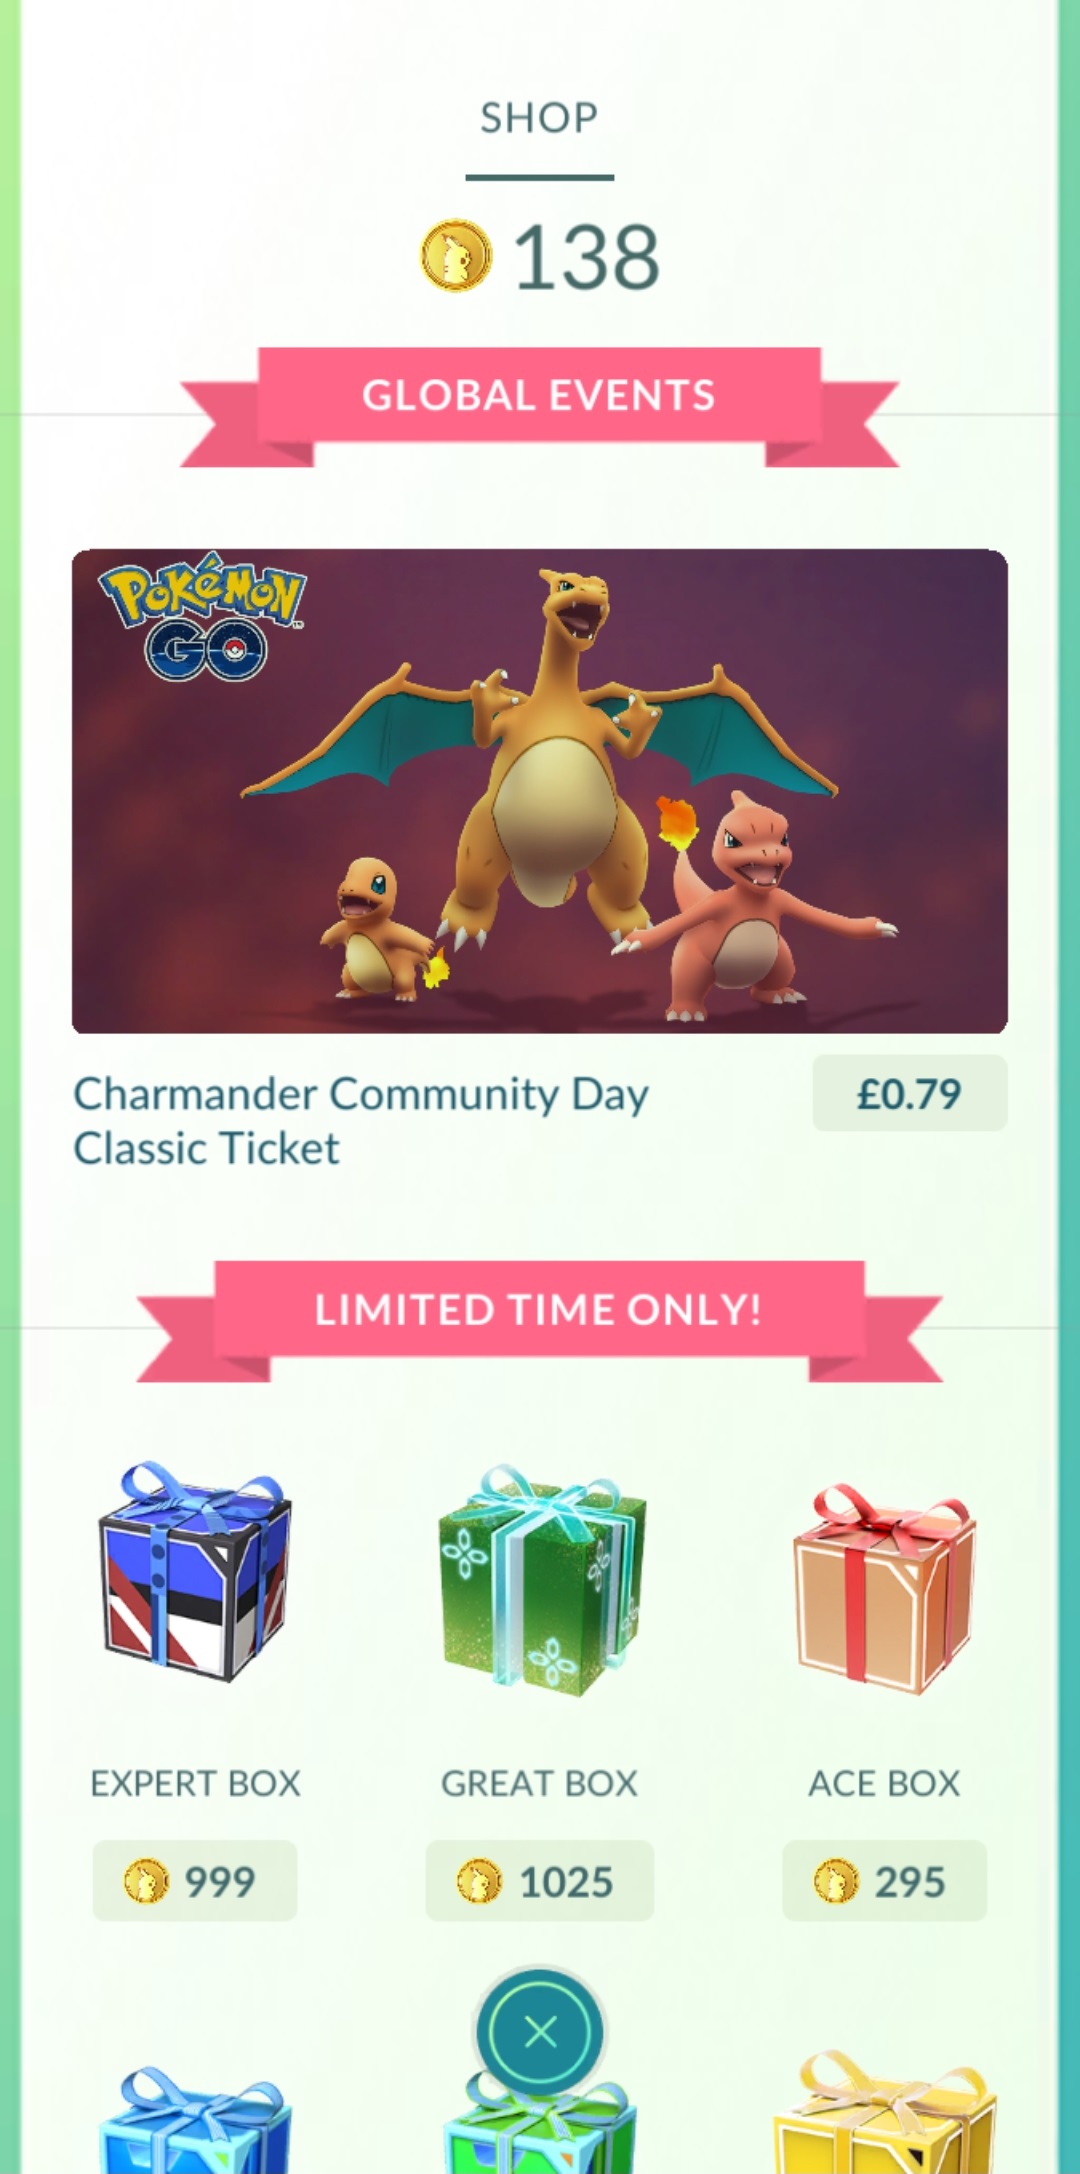 SHOP
138
GLOBAL EVENTS
POKÉMON
GO
Charmander Community Day
Classic Ticket
£0.79
LIMITED TIME ONLY!
EXPERT BOX
GREAT BOX
ACE BOX
999
1025
295